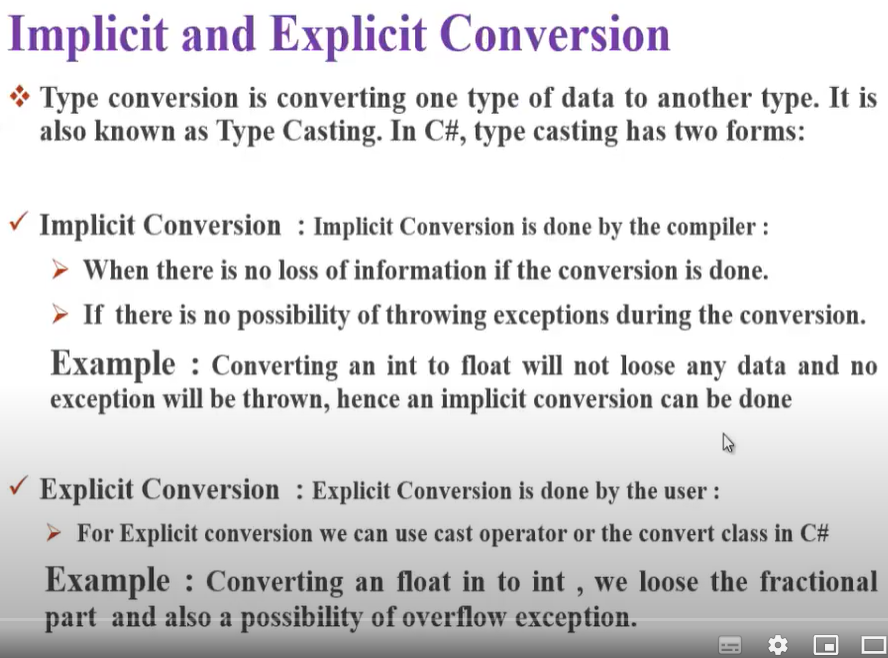 Implicit and Explicit Conversion
Type conversion is converting one type of data to another type. It is
also known as Type Casting. In C#, type casting has two forms:
Implicit Conversion : Implicit Conversion is done by the compiler :
When there is no loss of information if the conversion is done.
If there is no possibility of throwing exceptions during the conversion.
Example : Converting an int to float will not loose any data and no
exception will be thrown, hence an implicit conversion can be done
Explicit Conversion : Explicit Conversion is done by the user :
For Explicit conversion we can use cast operator or the convert class in C#
Example : Converting an float in to int , we loose the fractional
part and also a possibility of overflow exception.